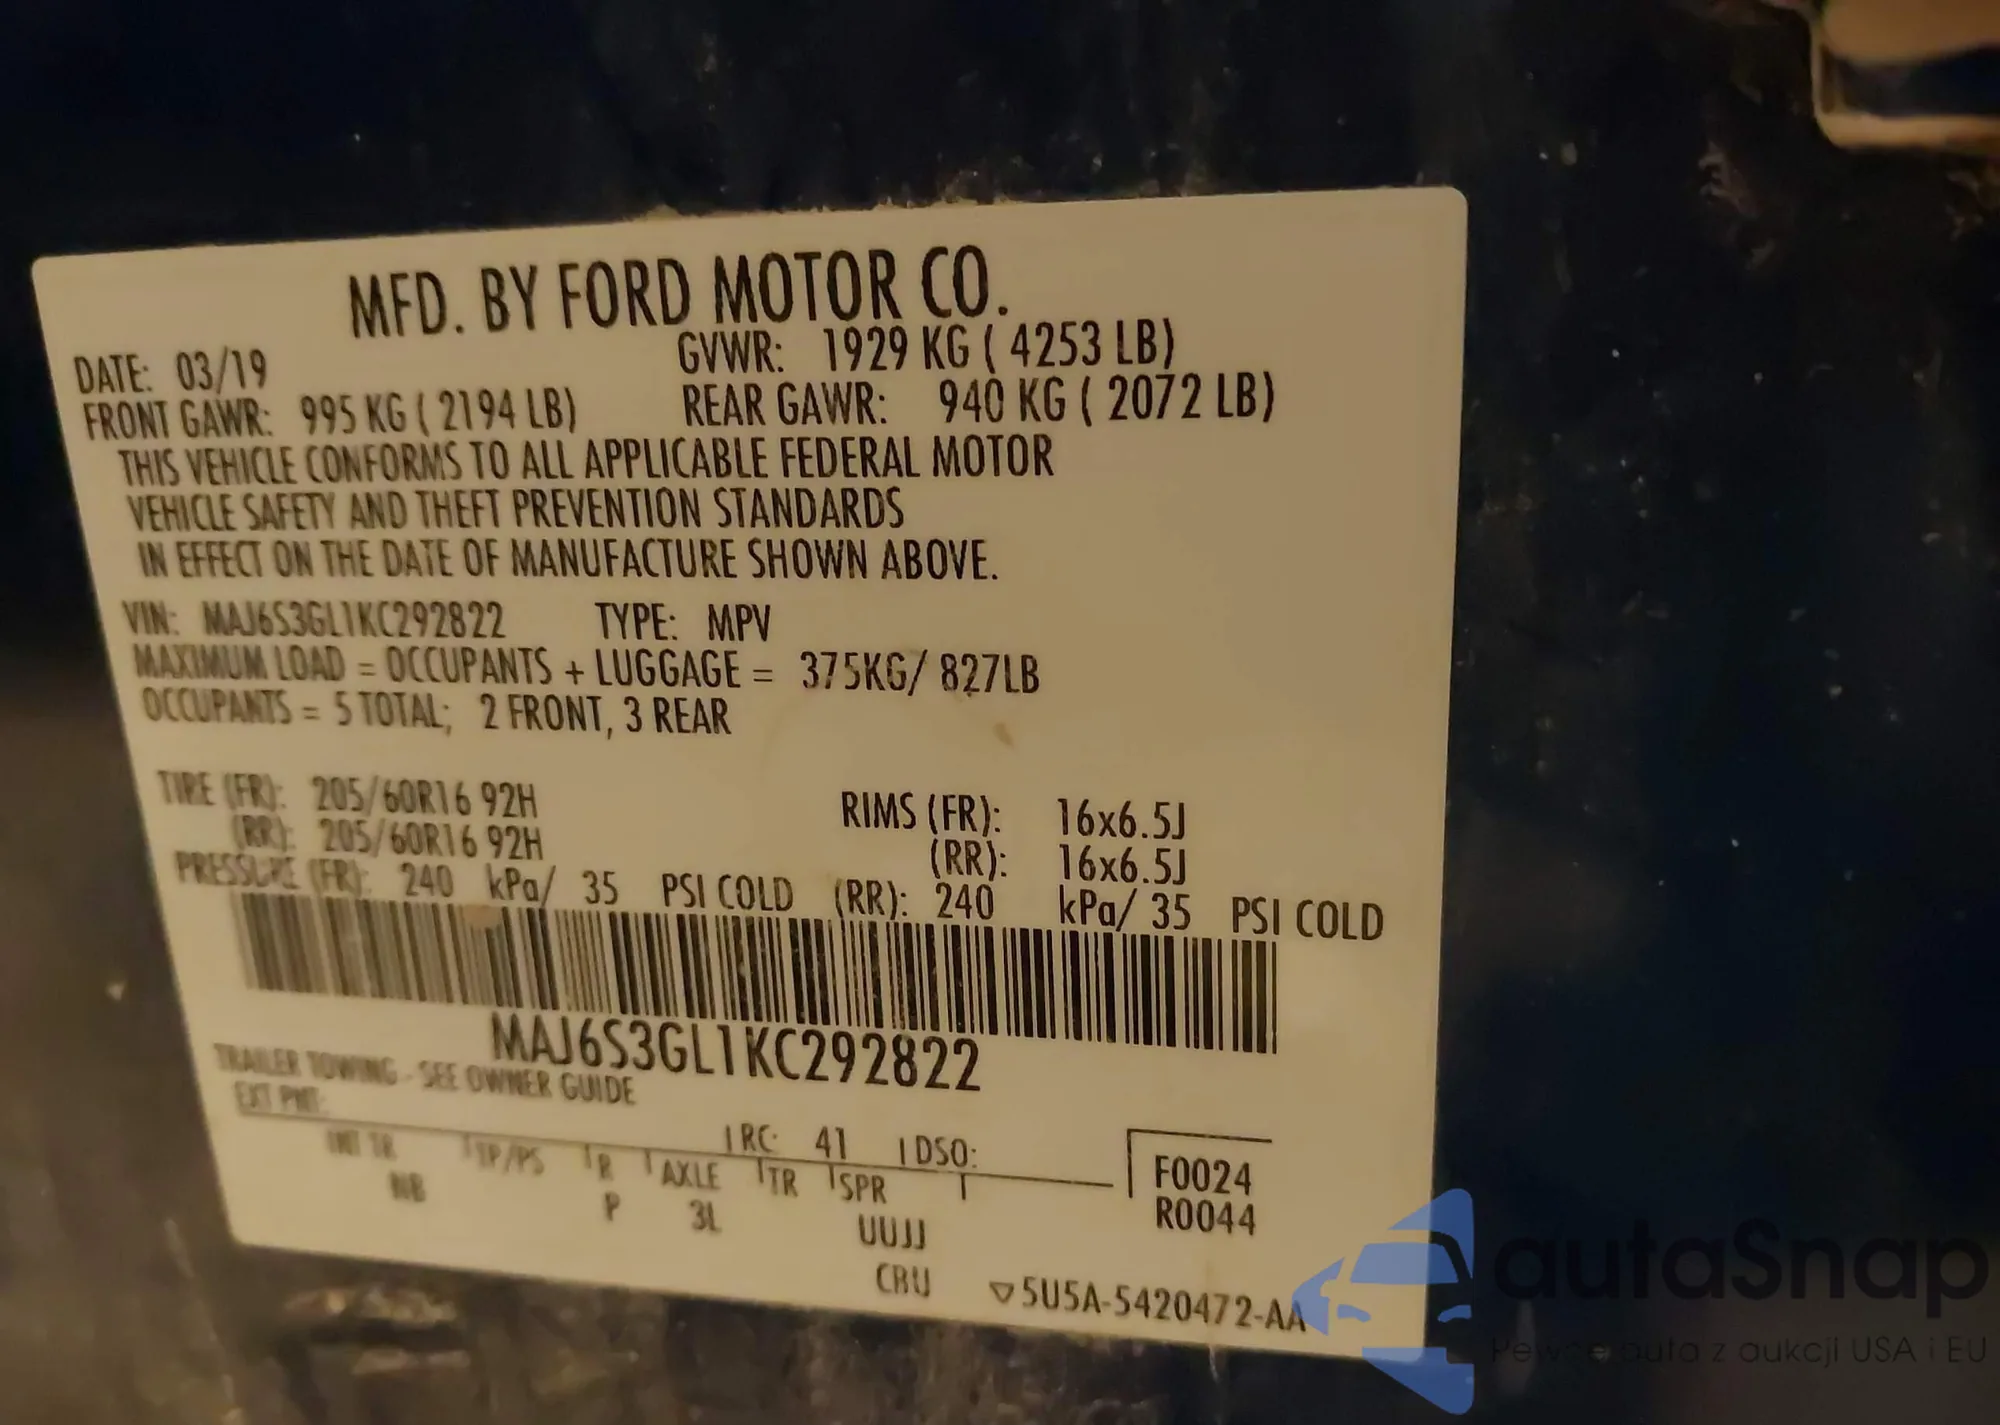 MFD. BY FORD MOTOR CO.
DATE: 03/19 GVWR: 1929 KG ( 4253 LB)
FRONT GAWR: 995 KG ( 2194 LB) REAR GAWR: 940 KG ( 2072 LB)
THIS VEHICLE CONFORMS TO ALL APPLICABLE FEDERAL MOTOR
VEHICLE SAFETY AND THEFT PREVENTION STANDARDS
IN EFFECT ON THE DATE OF MANUFACTURE SHOWN ABOVE.
VIN: MAJ6S3GL1KC292822 TYPE: MPV
MAXIMUM LOAD = OCCUPANTS + LUGGAGE = 375KG/ 827LB
OCCUPANTS = 5 TOTAL; 2 FRONT, 3 REAR
TIRE (FR): 205/60R16 92H RIMS (FR): 16x6.5J
(RR): 205/60R16 92H (RR): 16x6.5J
PRESSURE (FR): 240 kPa/ 35 PSI COLD (RR): 240 kPa/ 35 PSI COLD
MAJ6S3GL1KC292822
TRAILER TOWING - SEE OWNER GUIDE
EXT PNT: RC: 41 DSO:
INT TR TP/PS R AXLE TR SPR F0024
NB P 3L UUJJ R0044
CBU ▽5U5A-5420472-AA
autaSnap
Pewne auta z aukcji USA i EU